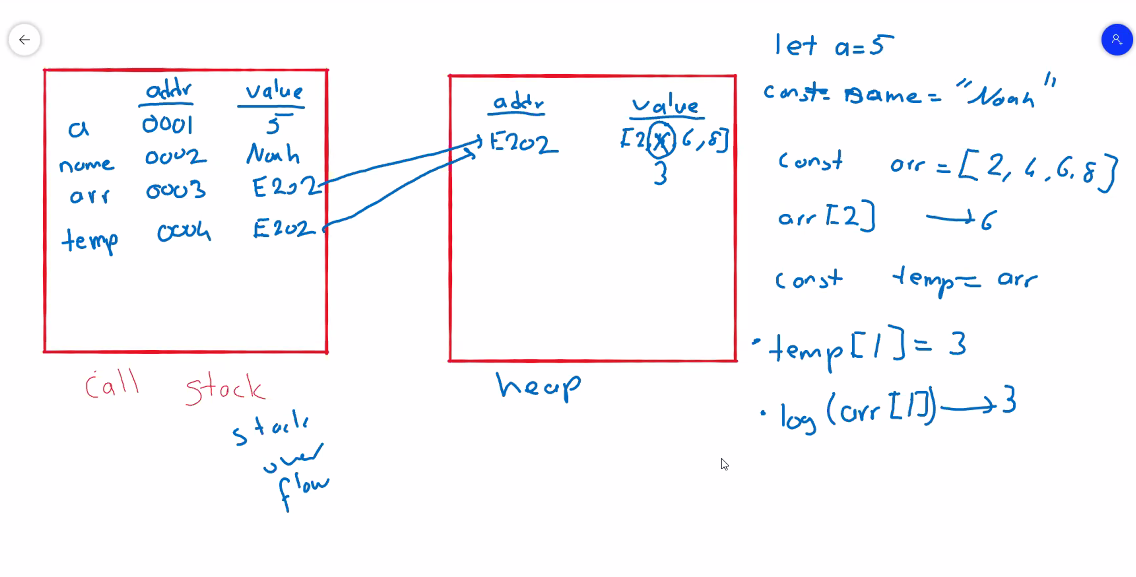 addr value
a 0001 5
name 0002 Noah
arr 0003 E202
temp 0004 E202
call stack
stack
over
flow
addr value
E202 [2, 4, 6, 8]
3
heap
let a=5
const name = "Noah"
const arr = [2, 4, 6, 8]
arr[2] → 6
const temp = arr
• temp[1] = 3
• log(arr[1]) → 3